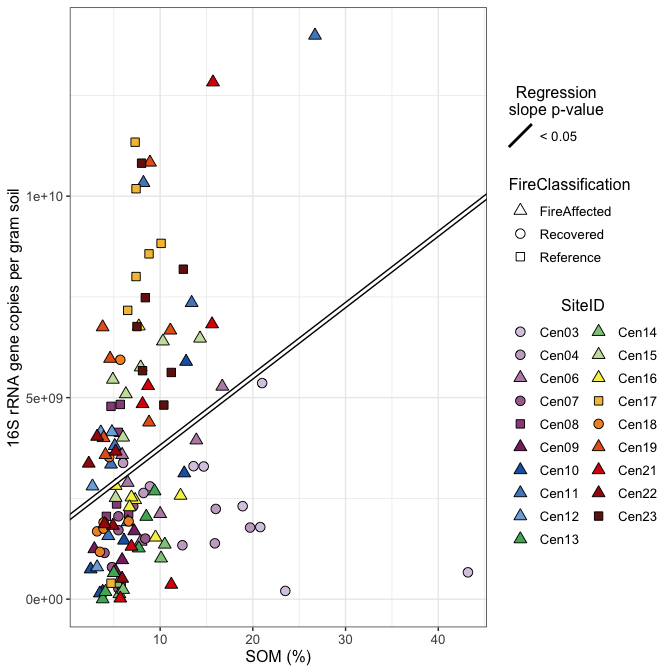 16S rRNA gene copies per gram soil
1e+10
5e+09
0e+00
10 20 30 40
SOM (%)
Regression
slope p-value
< 0.05
FireClassification
FireAffected
Recovered
Reference
SiteID
Cen03 Cen14
Cen04 Cen15
Cen06 Cen16
Cen07 Cen17
Cen08 Cen18
Cen09 Cen19
Cen10 Cen21
Cen11 Cen22
Cen12 Cen23
Cen13